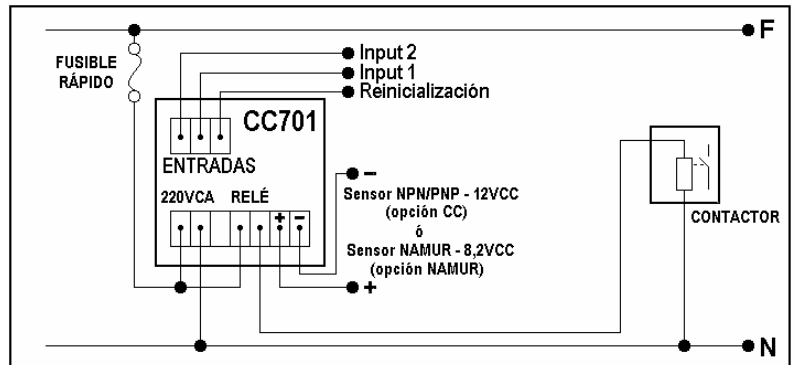 F
FUSIBLE
RÁPIDO
Input 2
Input 1
Reinicialización
CC701
ENTRADAS
220VCA RELÉ
+ −
−
Sensor NPN/PNP - 12VCC
(opción CC)
ó
Sensor NAMUR - 8,2VCC
(opción NAMUR)
+
CONTACTOR
N